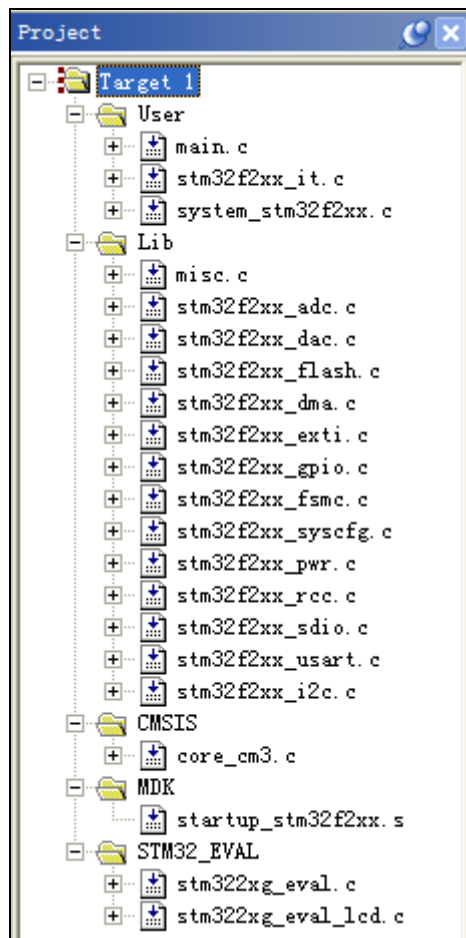 Project
Target 1
User
main.c
stm32f2xx_it.c
system_stm32f2xx.c
Lib
misc.c
stm32f2xx_adc.c
stm32f2xx_dac.c
stm32f2xx_flash.c
stm32f2xx_dma.c
stm32f2xx_exti.c
stm32f2xx_gpio.c
stm32f2xx_fsmc.c
stm32f2xx_syscfg.c
stm32f2xx_pwr.c
stm32f2xx_rcc.c
stm32f2xx_sdio.c
stm32f2xx_usart.c
stm32f2xx_i2c.c
CMSIS
core_cm3.c
MDK
startup_stm32f2xx.s
STM32_EVAL
stm322xg_eval.c
stm322xg_eval_lcd.c